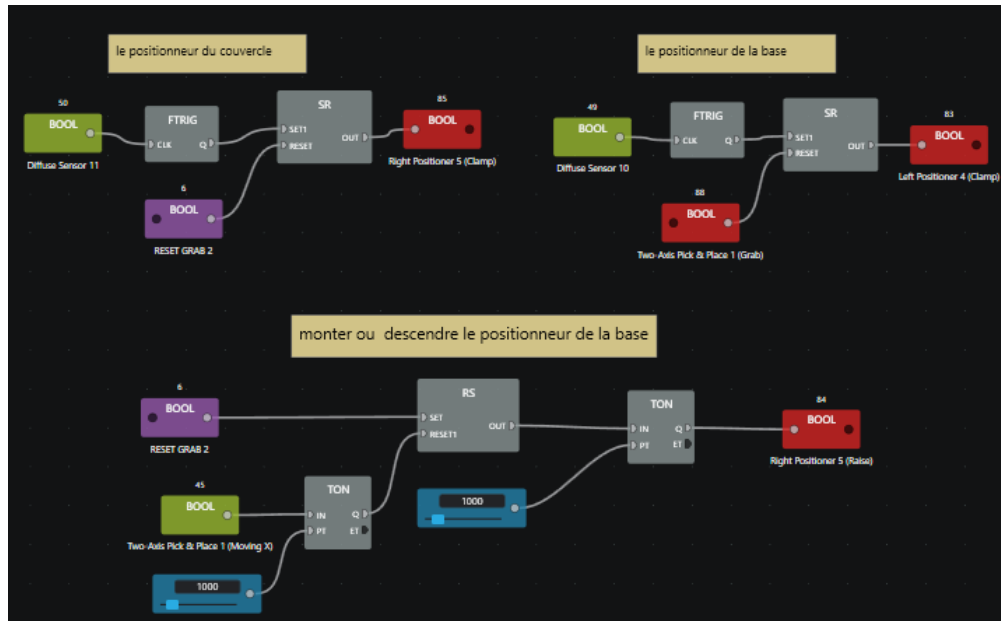 le positionneur du couvercle
50
BOOL
Diffuse Sensor 11
FTRIG
CLK Q
SR
SET1
RESET
OUT
85
BOOL
Right Positioner 5 (Clamp)
6
BOOL
RESET GRAB 2
le positionneur de la base
49
BOOL
Diffuse Sensor 10
FTRIG
CLK Q
SR
SET1
RESET
OUT
83
BOOL
Left Positioner 4 (Clamp)
88
BOOL
Two-Axis Pick & Place 1 (Grab)
monter ou descendre le positionneur de la base
6
BOOL
RESET GRAB 2
RS
SET
RESET1
OUT
TON
IN Q
PT ET
84
BOOL
Right Positioner 5 (Raise)
1000
45
BOOL
Two-Axis Pick & Place 1 (Moving X)
TON
IN Q
PT ET
1000